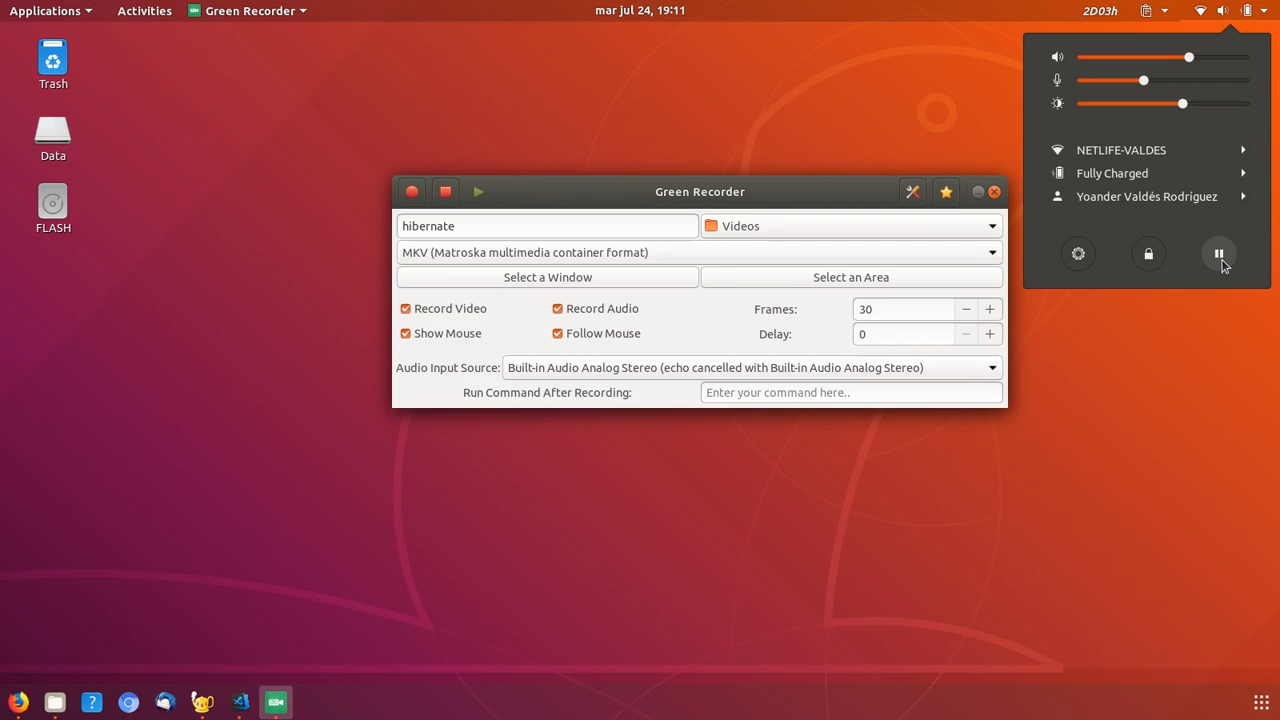 Applications Activities Green Recorder mar jul 24, 19:11 2D03h
Trash
Data
FLASH
Green Recorder
hibernate Videos
MKV (Matroska multimedia container format)
Select a Window Select an Area
Record Video Record Audio Frames: 30
Show Mouse Follow Mouse Delay: 0
Audio Input Source: Built-in Audio Analog Stereo (echo cancelled with Built-in Audio Analog Stereo)
Run Command After Recording: Enter your command here..
NETLIFE-VALDES
Fully Charged
Yoander Valdés Rodríguez